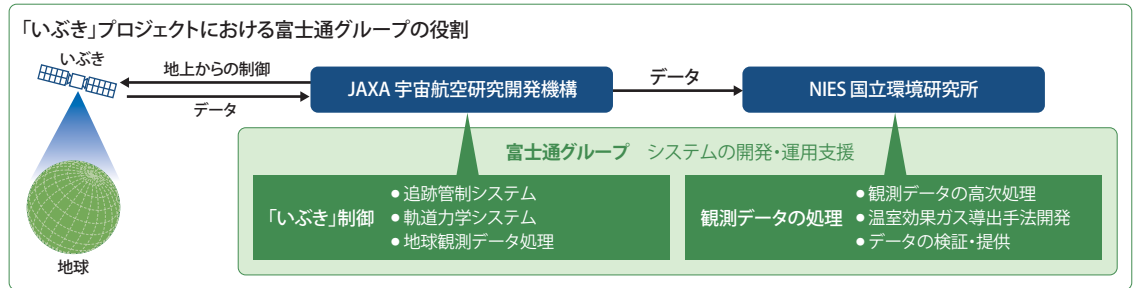 「いぶき」プロジェクトにおける富士通グループの役割
いぶき
地上からの制御
データ
JAXA 宇宙航空研究開発機構
データ
NIES 国立環境研究所
地球
富士通グループ システムの開発・運用支援
「いぶき」制御
●追跡管制システム
●軌道力学システム
●地球観測データ処理
観測データの処理
●観測データの高次処理
●温室効果ガス導出手法開発
●データの検証・提供